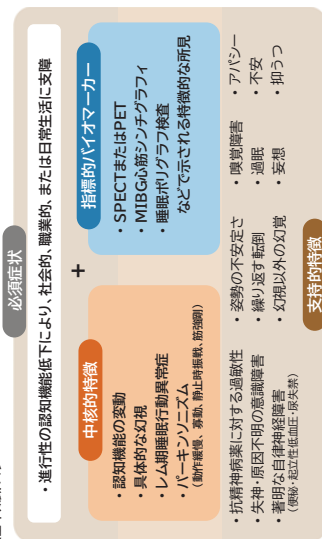 必須症状
・進行性の認知機能低下により、社会的、職業的、または日常生活に支障
中核的特徴
・認知機能の変動
・具体的な幻視
・レム期睡眠行動異常症
・パーキンソニズム
（動作緩慢、寡動、静止時振戦、筋強剛）
+
指標的バイオマーカー
・SPECTまたはPET
・MIBG心筋シンチグラフィ
・睡眠ポリグラフ検査
などで示される特徴的な所見
・抗精神病薬に対する過敏性
・失神・原因不明の意識障害
・著明な自律神経障害
（便秘・起立性低血圧・尿失禁）
・姿勢の不安定さ
・繰り返す転倒
・幻視以外の幻覚
・嗅覚障害
・過眠
・妄想
・アパシー
・不安
・抑うつ
支持的特徴